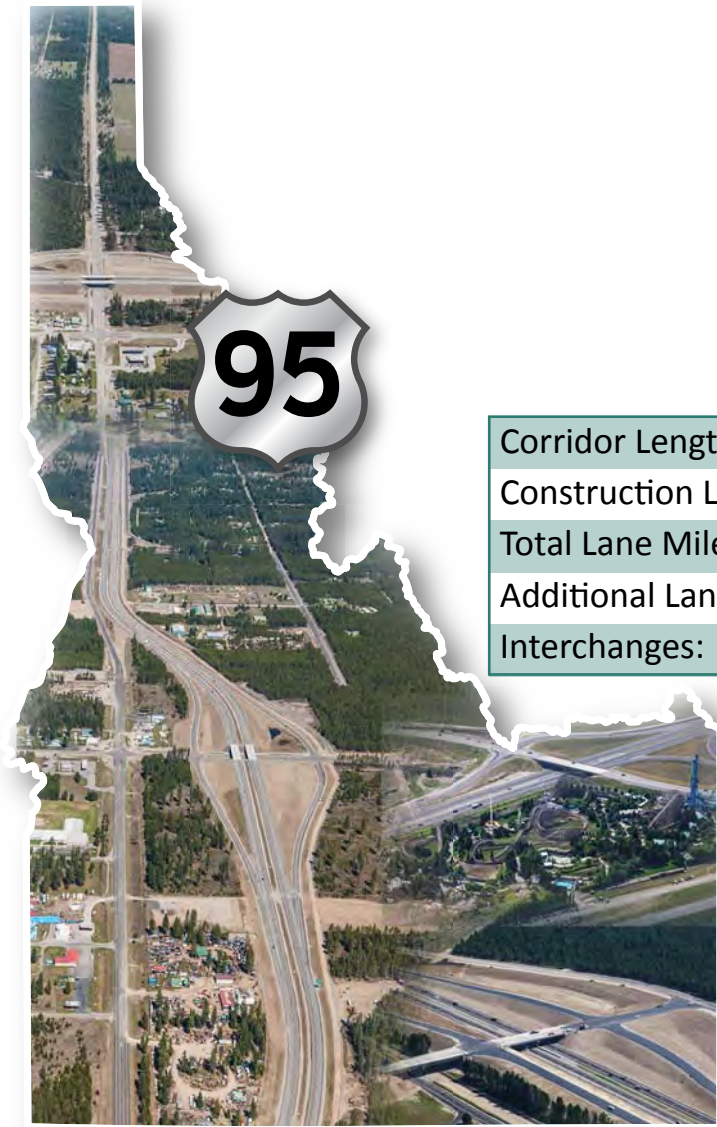 95
Corridor Lengt
Construction L
Total Lane Mile
Additional Lan
Interchanges: